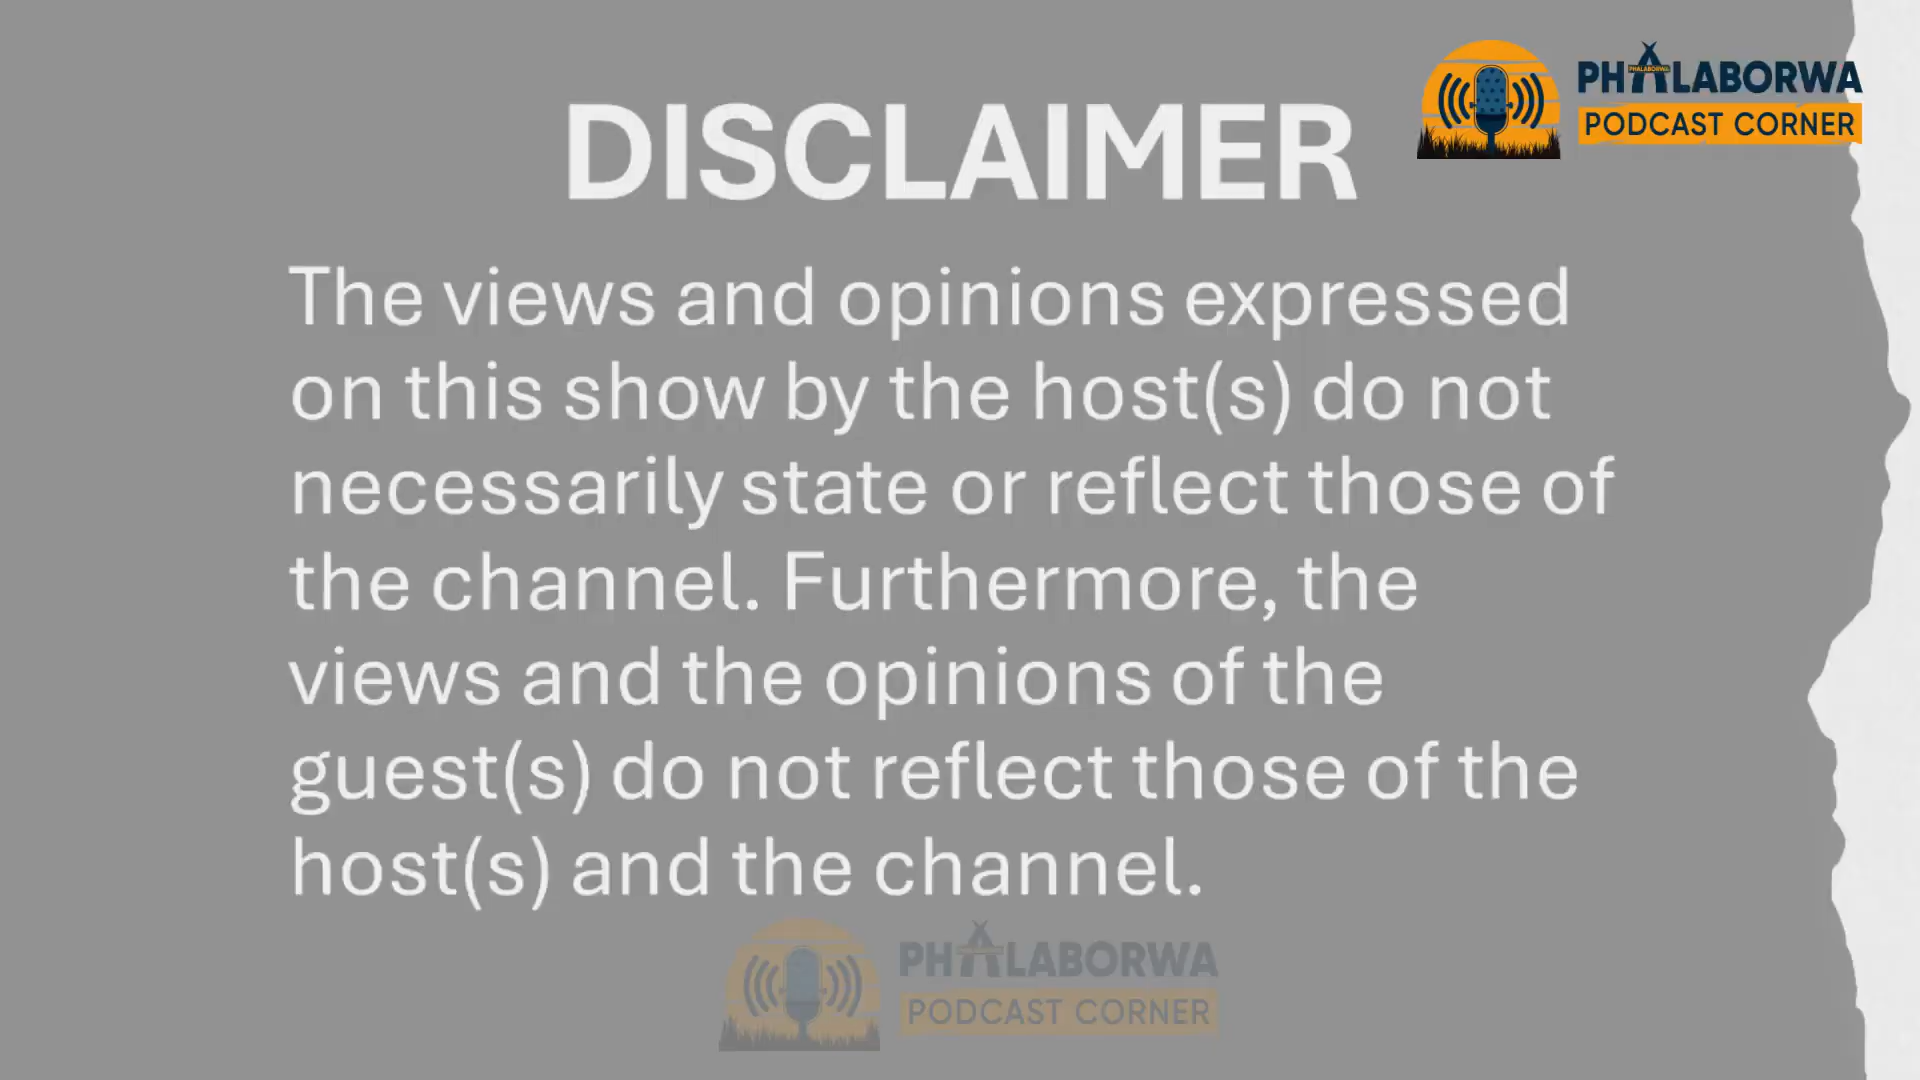 PHALABORWA
PODCAST CORNER
DISCLAIMER
The views and opinions expressed
on this show by the host(s) do not
necessarily state or reflect those of
the channel. Furthermore, the
views and the opinions of the
guest(s) do not reflect those of the
host(s) and the channel.
PHALABORWA
PODCAST CORNER